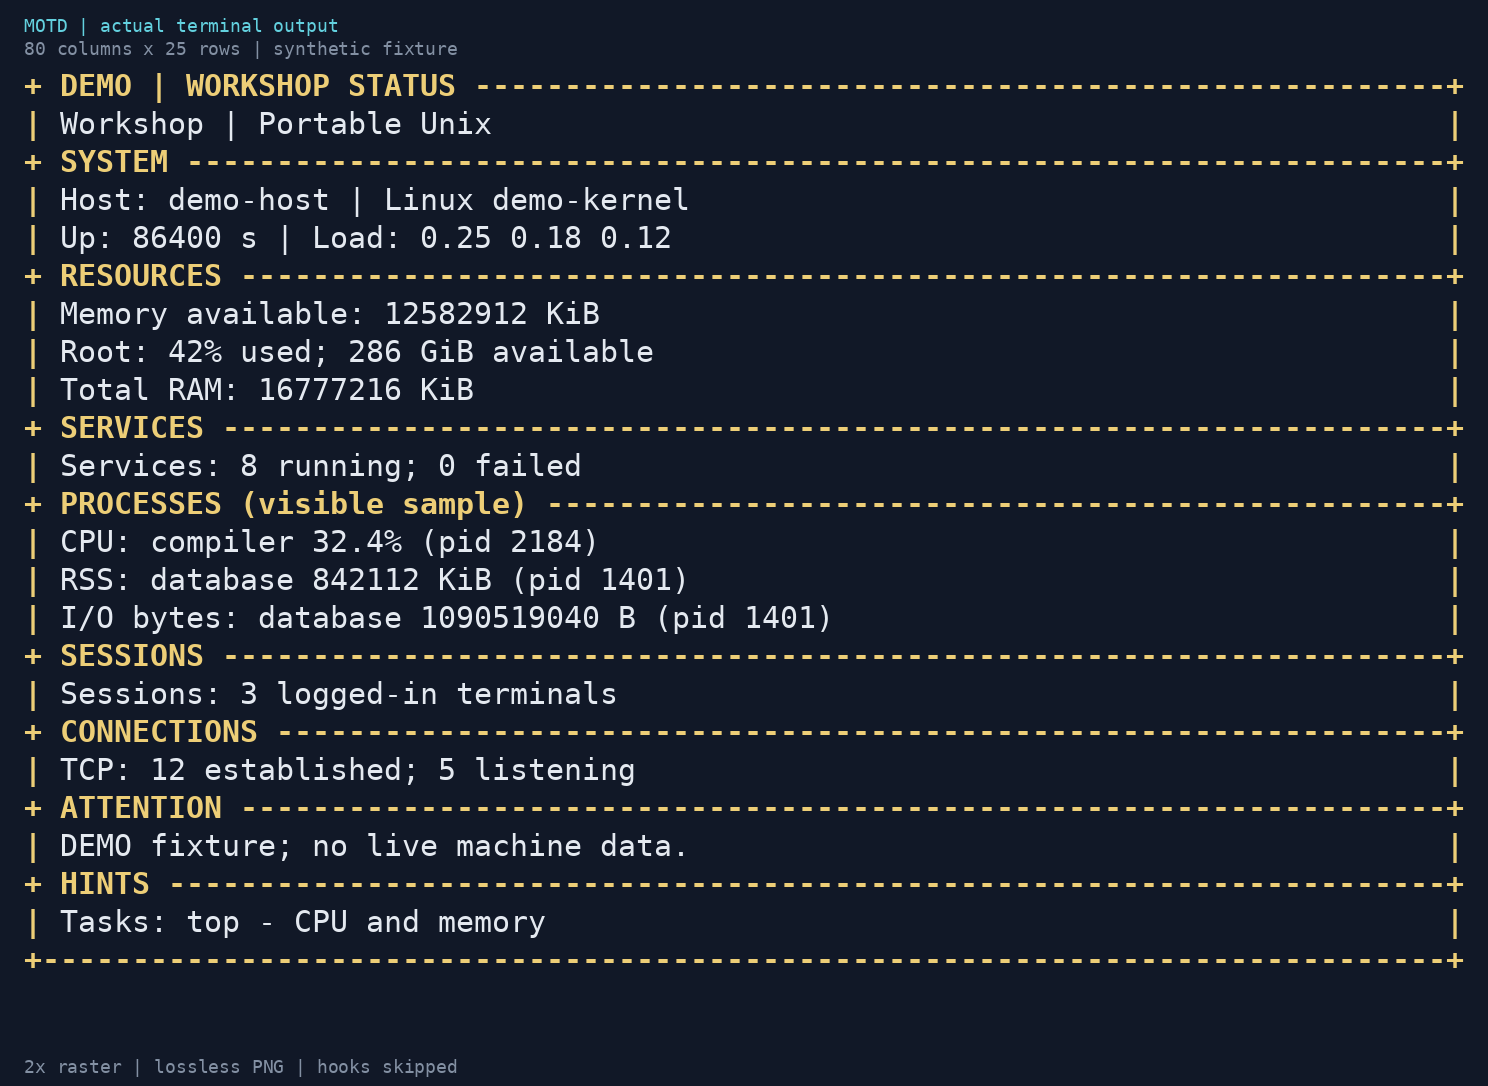 MOTD | actual terminal output
80 columns x 25 rows | synthetic fixture
+ DEMO | WORKSHOP STATUS ------------------------------------------------------+
| Workshop | Portable Unix                                                     |
+ SYSTEM ----------------------------------------------------------------------+
| Host: demo-host | Linux demo-kernel                                          |
| Up: 86400 s | Load: 0.25 0.18 0.12                                           |
+ RESOURCES -------------------------------------------------------------------+
| Memory available: 12582912 KiB                                               |
| Root: 42% used; 286 GiB available                                            |
| Total RAM: 16777216 KiB                                                      |
+ SERVICES --------------------------------------------------------------------+
| Services: 8 running; 0 failed                                                |
+ PROCESSES (visible sample) --------------------------------------------------+
| CPU: compiler 32.4% (pid 2184)                                               |
| RSS: database 842112 KiB (pid 1401)                                          |
| I/O bytes: database 1090519040 B (pid 1401)                                  |
+ SESSIONS --------------------------------------------------------------------+
| Sessions: 3 logged-in terminals                                              |
+ CONNECTIONS -----------------------------------------------------------------+
| TCP: 12 established; 5 listening                                             |
+ ATTENTION -------------------------------------------------------------------+
| DEMO fixture; no live machine data.                                          |
+ HINTS -----------------------------------------------------------------------+
| Tasks: top - CPU and memory                                                  |
+------------------------------------------------------------------------------+
2x raster | lossless PNG | hooks skipped